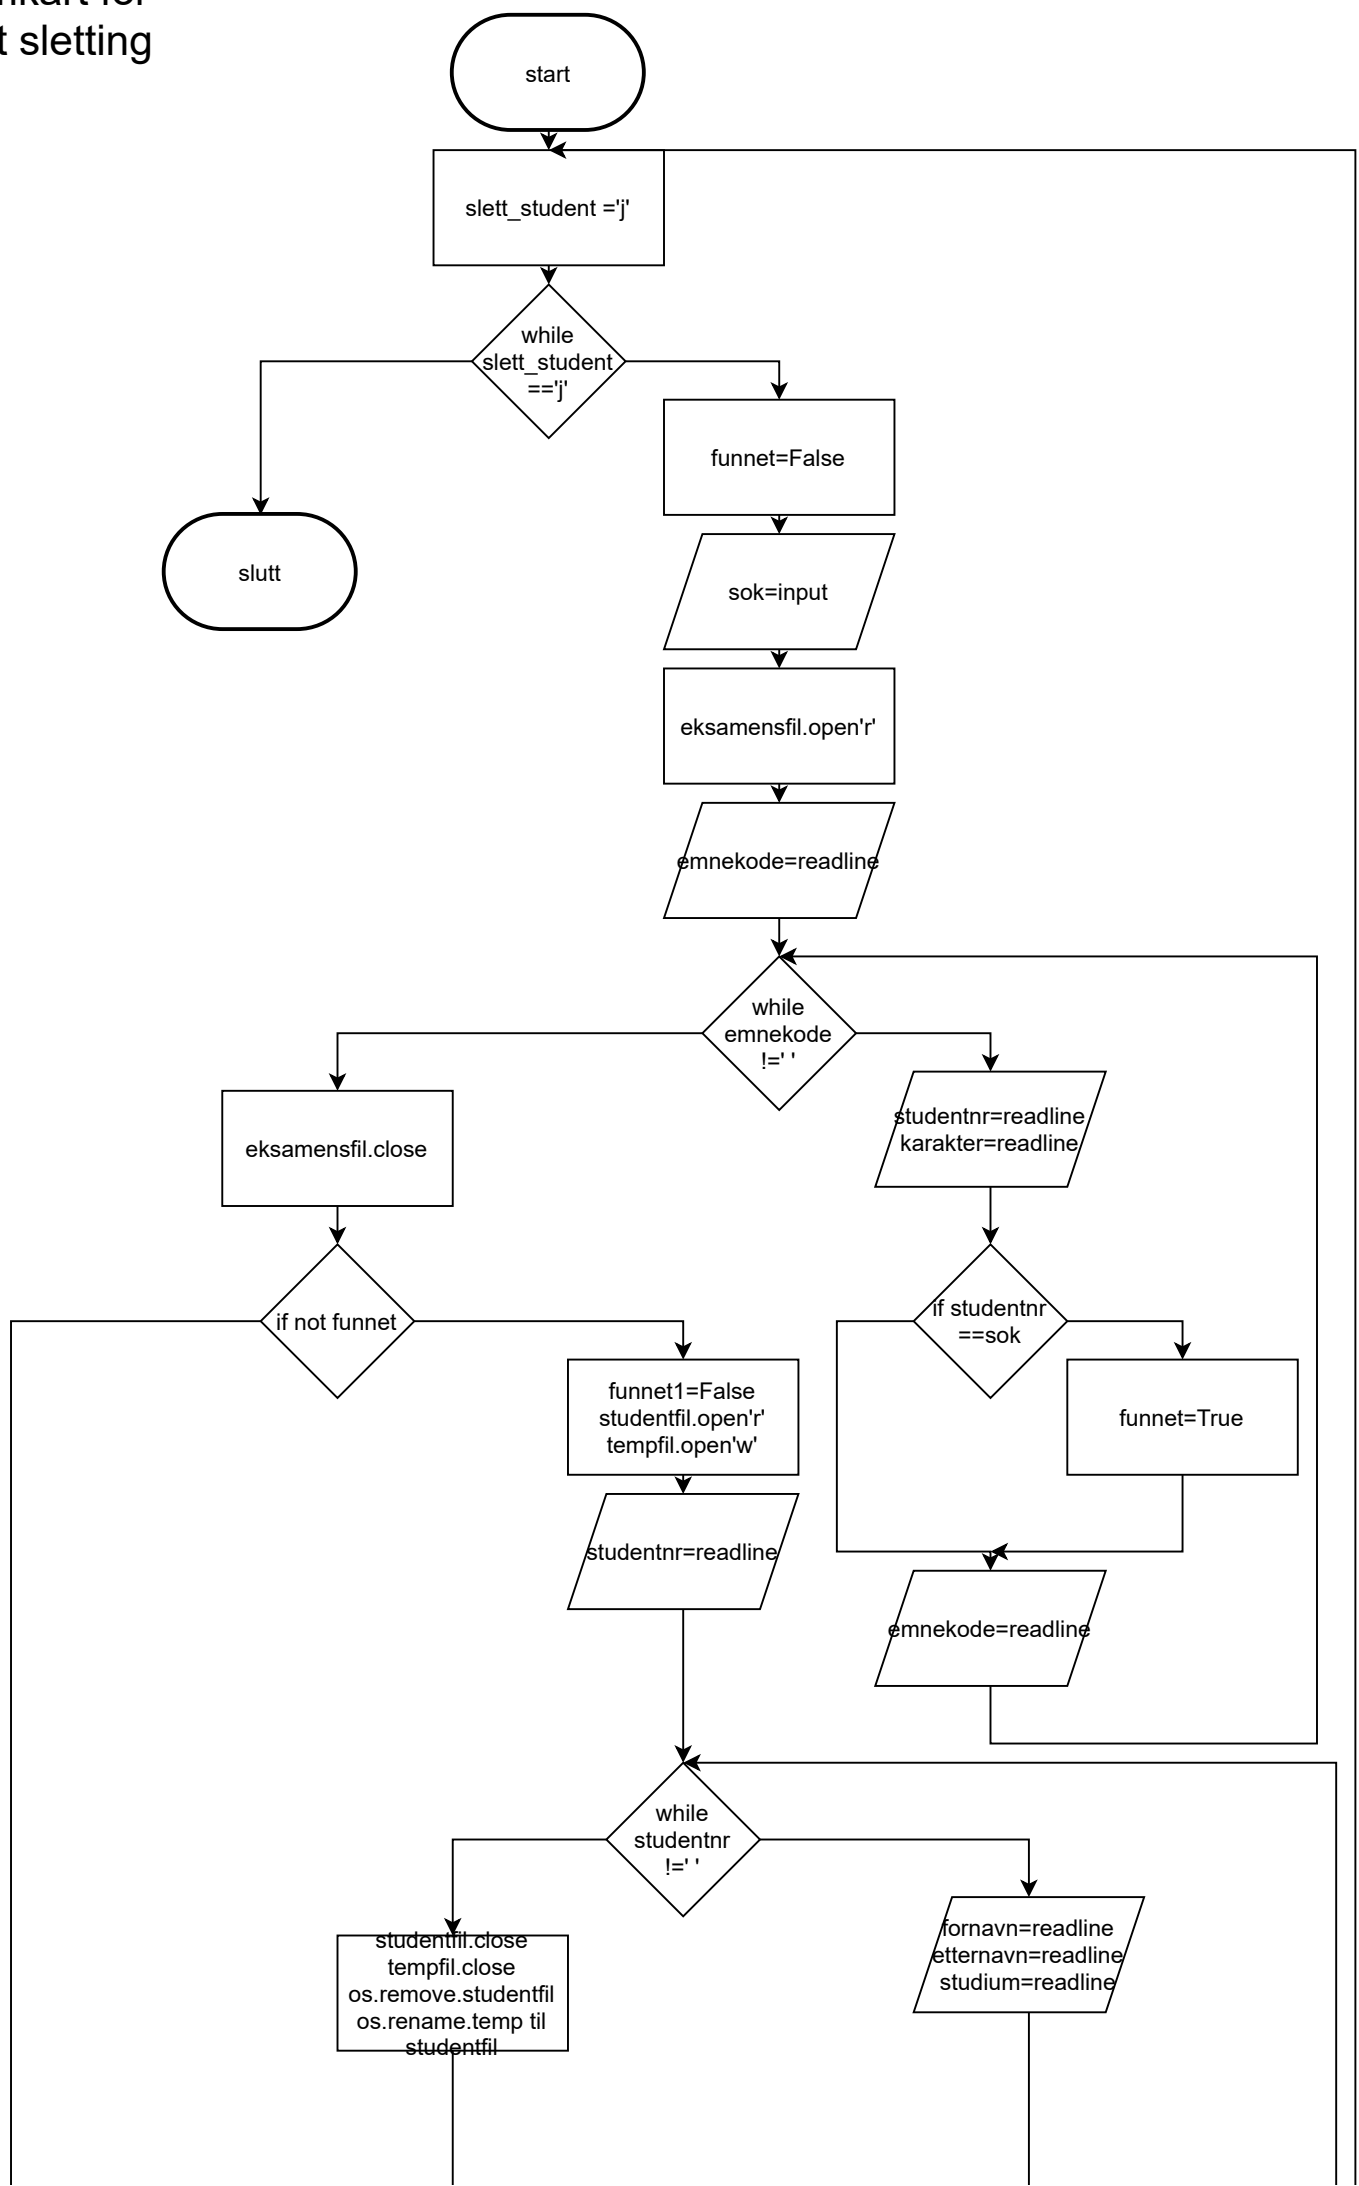 t sletting
start
slett_student ='j'
while
slett_student
=='j'
funnet=False
slutt
sok=input
eksamensfil.open'r'
emnekode=readline
while
emnekode
!=' '
studentnr=readline
karakter=readline
eksamensfil.close
if not funnet
if studentnr
==sok
funnet1=False
studentfil.open'r'
tempfil.open'w'
funnet=True
studentnr=readline
emnekode=readline
while
studentnr
!=' '
studentfil.close
tempfil.close
os.remove.studentfil
os.rename.temp til
studentfil
fornavn=readline
etternavn=readline
studium=readline